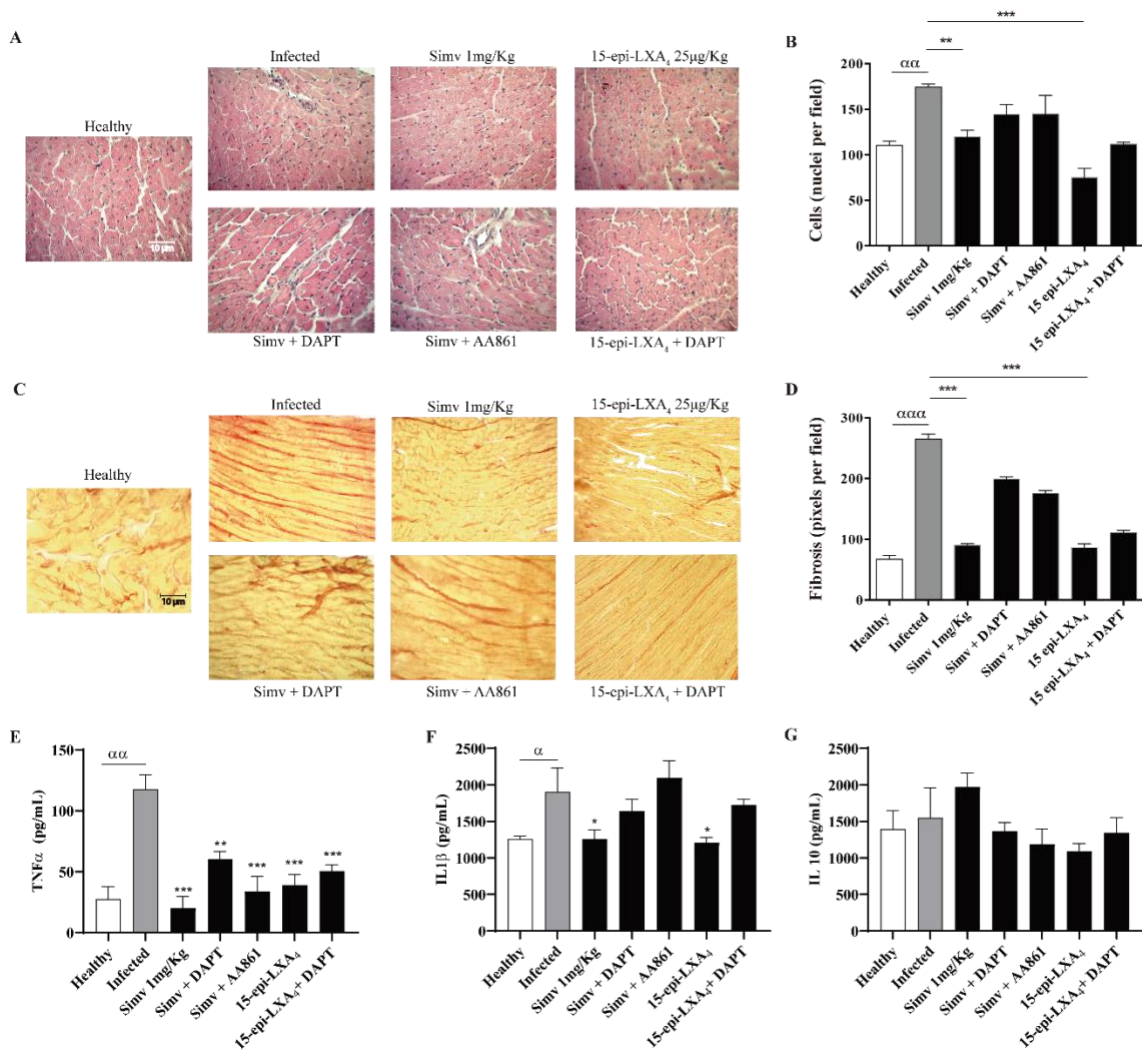 A
Healthy
10 µm
Infected
Simv 1mg/Kg
15-epi-LXA₄ 25µg/Kg
Simv + DAPT
Simv + AA861
15-epi-LXA₄ + DAPT
B
***
**
αα
Cells (nuclei per field)
200
150
100
50
0
Healthy
Infected
Simv 1mg/Kg
Simv + DAPT
Simv + AA861
15 epi-LXA₄
15 epi-LXA₄ + DAPT
C
Healthy
10 µm
Infected
Simv 1mg/Kg
15-epi-LXA₄ 25µg/Kg
Simv + DAPT
Simv + AA861
15-epi-LXA₄ + DAPT
D
***
***
ααα
Fibrosis (pixels per field)
300
200
100
0
Healthy
Infected
Simv 1mg/Kg
Simv + DAPT
Simv + AA861
15 epi-LXA₄
15 epi-LXA₄ + DAPT
E
αα
TNFα (pg/mL)
150
100
50
0
***
**
***
***
***
Healthy
Infected
Simv 1mg/Kg
Simv + DAPT
Simv + AA861
15-epi-LXA₄
15-epi-LXA₄+ DAPT
F
α
IL1β (pg/mL)
2500
2000
1500
1000
500
0
*
*
Healthy
Infected
Simv 1mg/Kg
Simv + DAPT
Simv + AA861
15-epi-LXA₄
15-epi-LXA₄+ DAPT
G
IL 10 (pg/mL)
2500
2000
1500
1000
500
0
Healthy
Infected
Simv 1mg/Kg
Simv + DAPT
Simv + AA861
15-epi-LXA₄
15-epi-LXA₄+ DAPT